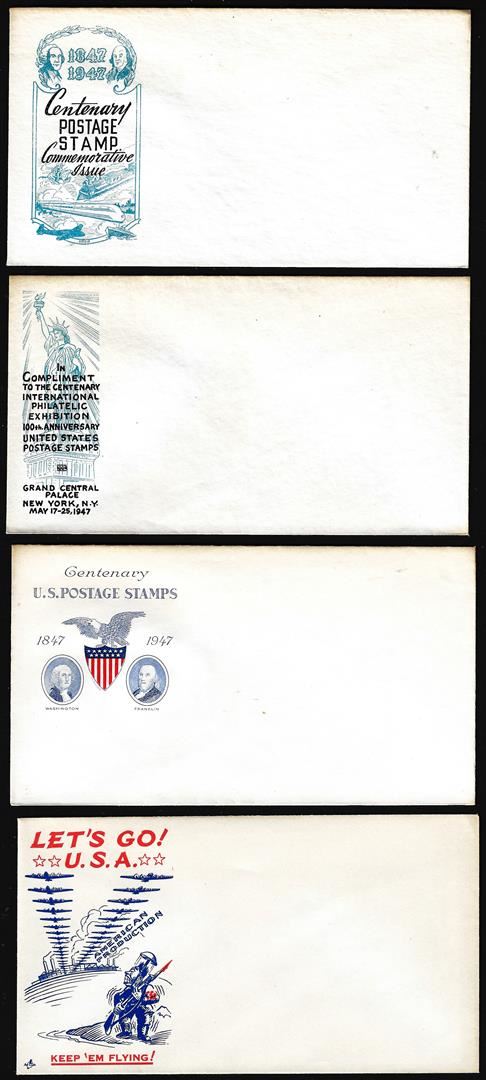 1847
1947
Centenary
POSTAGE
STAMP
Commemorative
Issue
IN
COMPLIMENT
TO THE CENTENARY
INTERNATIONAL
PHILATELIC
EXHIBITION
100th. ANNIVERSARY
UNITED STATES
POSTAGE STAMPS
GRAND CENTRAL
PALACE
NEW YORK, N.Y.
MAY 17-25, 1947
Centenary
U.S. POSTAGE STAMPS
1847 1947
WASHINGTON FRANKLIN
LET'S GO!
U.S.A.
AMERICAN
PRODUCTION
KEEP 'EM FLYING!